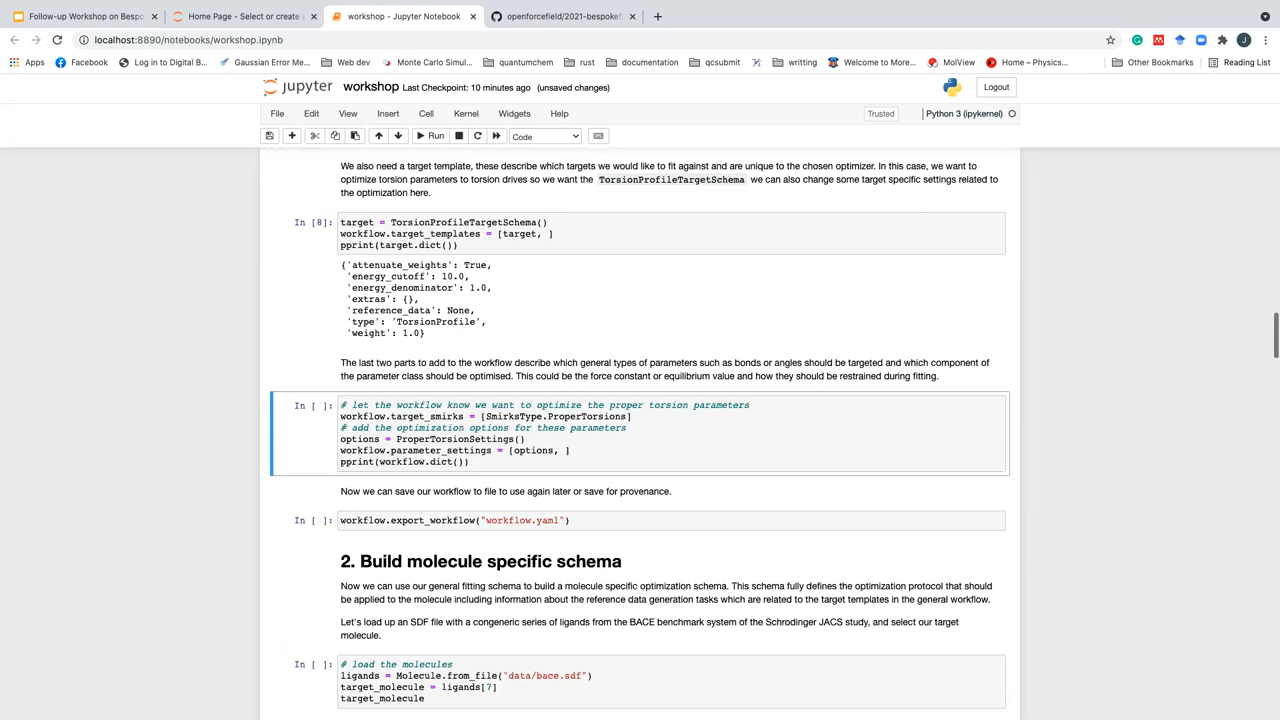 Follow-up Workshop on Bespo
Home Page - Select or create a
workshop - Jupyter Notebook
openforcefield/2021-bespokefi
localhost:8890/notebooks/workshop.ipynb
Apps
Facebook
Log in to Digital B...
Gaussian Error Me...
Web dev
Monte Carlo Simu...
quantumchem
rust
documentation
qcsubmit
writting
Welcome to More...
MolView
Home – Physics...
Other Bookmarks
Reading List
jupyter workshop Last Checkpoint: 10 minutes ago (unsaved changes)
Logout
File Edit View Insert Cell Kernel Widgets Help
Trusted
Python 3 (ipykernel)
Run
Code
We also need a target template, these describe which targets we would like to fit against and are unique to the chosen optimizer. In this case, we want to
optimize torsion parameters to torsion drives so we want the TorsionProfileTargetSchema we can also change some target specific settings related to
the optimization here.
In [8]: target = TorsionProfileTargetSchema()
workflow.target_templates = [target, ]
pprint(target.dict())
{'attenuate_weights': True,
'energy_cutoff': 10.0,
'energy_denominator': 1.0,
'extras': {},
'reference_data': None,
'type': 'TorsionProfile',
'weight': 1.0}
The last two parts to add to the workflow describe which general types of parameters such as bonds or angles should be targeted and which component of
the parameter class should be optimised. This could be the force constant or equilibrium value and how they should be restrained during fitting.
In [ ]: # let the workflow know we want to optimize the proper torsion parameters
workflow.target_smirks = [SmirksType.ProperTorsions]
# add the optimization options for these parameters
options = ProperTorsionSettings()
workflow.parameter_settings = [options, ]
pprint(workflow.dict())
Now we can save our workflow to file to use again later or save for provenance.
In [ ]: workflow.export_workflow("workflow.yaml")
2. Build molecule specific schema
Now we can use our general fitting schema to build a molecule specific optimization schema. This schema fully defines the optimization protocol that should
be applied to the molecule including information about the reference data generation tasks which are related to the target templates in the general workflow.
Let's load up an SDF file with a congeneric series of ligands from the BACE benchmark system of the Schrodinger JACS study, and select our target
molecule.
In [ ]: # load the molecules
ligands = Molecule.from_file("data/bace.sdf")
target_molecule = ligands[7]
target_molecule